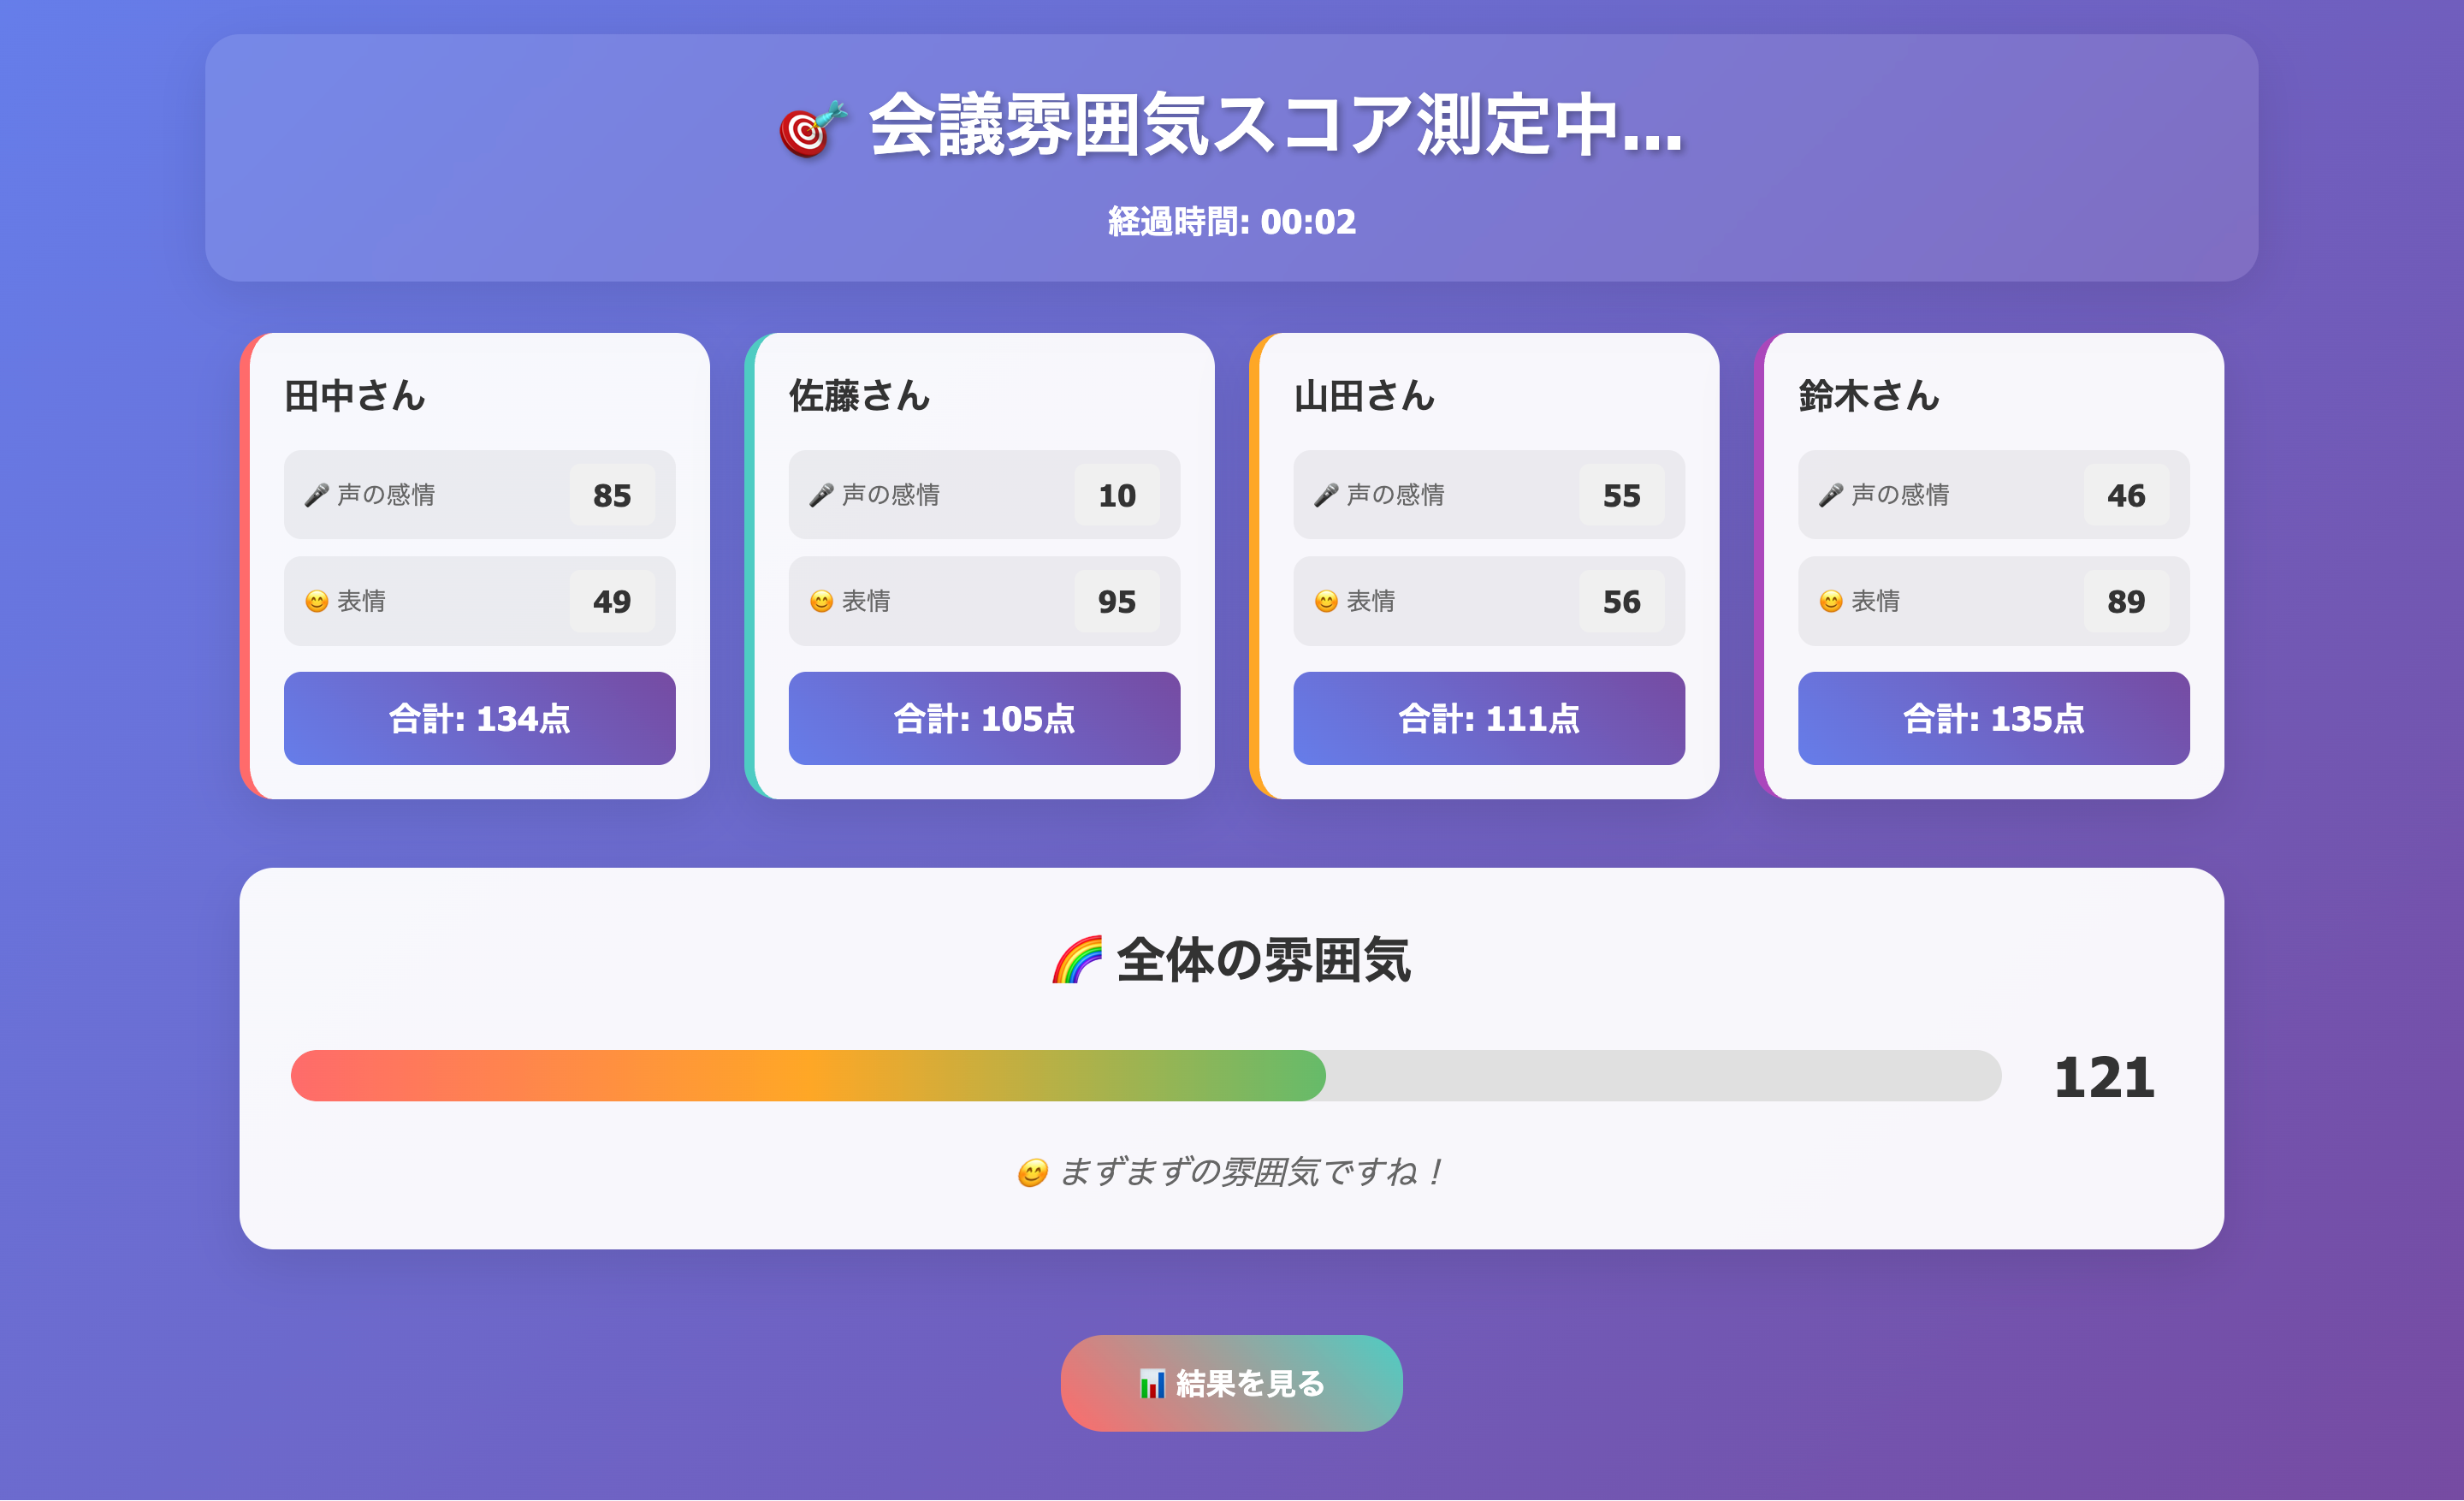 🎯 会議雰囲気スコア測定中...
経過時間: 00:02
田中さん
🎤 声の感情 85
😊 表情 49
合計: 134点
佐藤さん
🎤 声の感情 10
😊 表情 95
合計: 105点
山田さん
🎤 声の感情 55
😊 表情 56
合計: 111点
鈴木さん
🎤 声の感情 46
😊 表情 89
合計: 135点
🌈 全体の雰囲気
121
😊 まずまずの雰囲気ですね！
📊 結果を見る